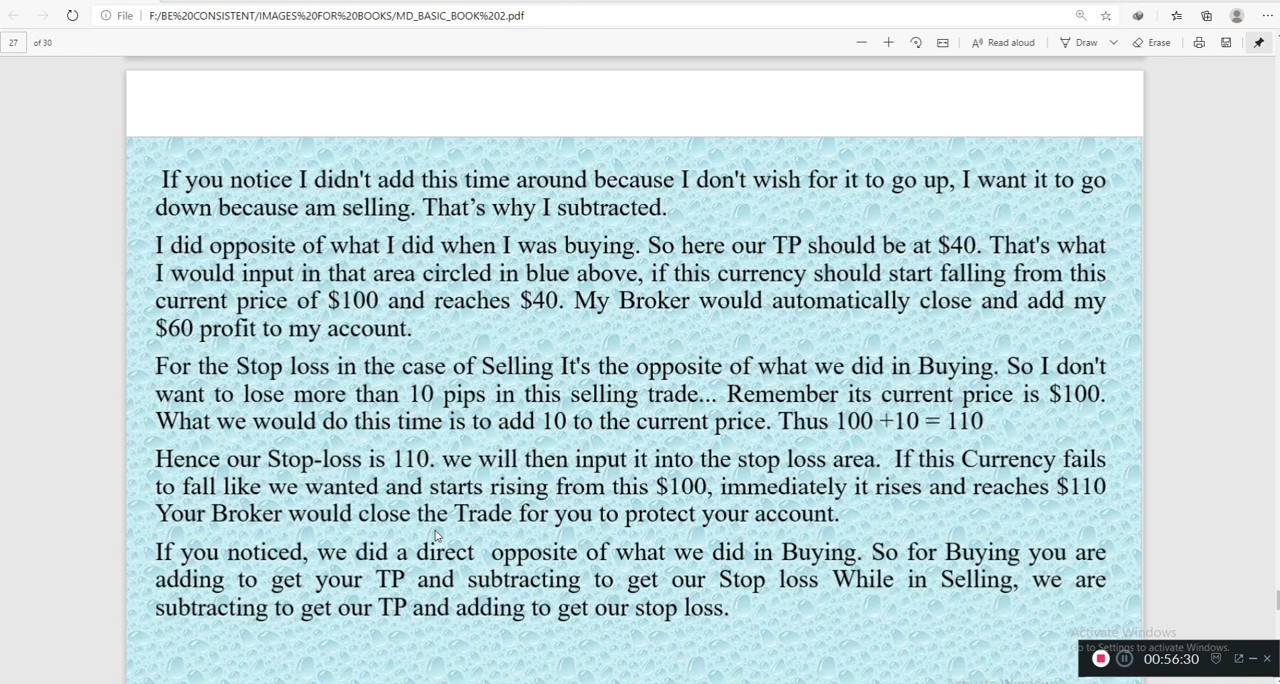 File F:/BE%20CONSISTENT/IMAGES%20FOR%20BOOKS/MD_BASIC_BOOK%202.pdf
27 of 30 Read aloud Draw Erase
If you notice I didn't add this time around because I don't wish for it to go up, I want it to go
down because am selling. That’s why I subtracted.
I did opposite of what I did when I was buying. So here our TP should be at $40. That's what
I would input in that area circled in blue above, if this currency should start falling from this
current price of $100 and reaches $40. My Broker would automatically close and add my
$60 profit to my account.
For the Stop loss in the case of Selling It's the opposite of what we did in Buying. So I don't
want to lose more than 10 pips in this selling trade... Remember its current price is $100.
What we would do this time is to add 10 to the current price. Thus 100 +10 = 110
Hence our Stop-loss is 110. we will then input it into the stop loss area. If this Currency fails
to fall like we wanted and starts rising from this $100, immediately it rises and reaches $110
Your Broker would close the Trade for you to protect your account.
If you noticed, we did a direct opposite of what we did in Buying. So for Buying you are
adding to get your TP and subtracting to get our Stop loss While in Selling, we are
subtracting to get our TP and adding to get our stop loss.
Activate Windows
to Settings to activate Windows.
00:56:30